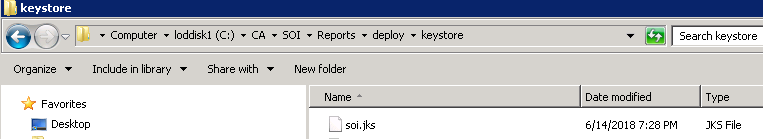 keystore
Computer ▸ loddisk1 (C:) ▸ CA ▸ SOI ▸ Reports ▸ deploy ▸ keystore Search keystore
Organize Include in library Share with New folder
Favorites
Desktop
Name Date modified Type
soi.jks 6/14/2018 7:28 PM JKS File